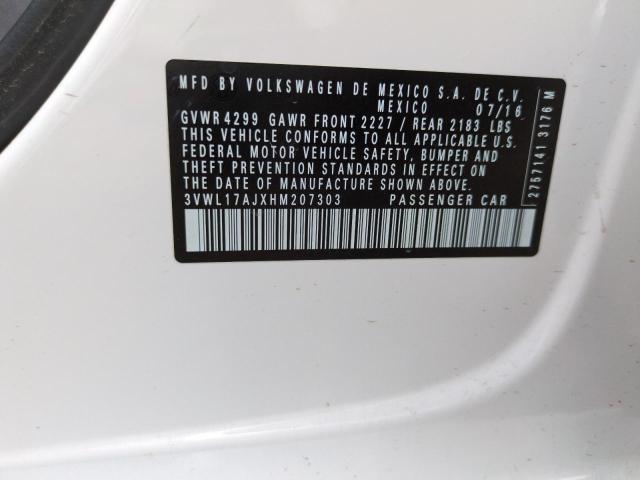 MFD BY VOLKSWAGEN DE MEXICO S.A. DE C.V.
MEXICO 07/16
GVWR 4299 GAWR FRONT 2227 / REAR 2183 LBS
THIS VEHICLE CONFORMS TO ALL APPLICABLE U.S.
FEDERAL MOTOR VEHICLE SAFETY, BUMPER AND
THEFT PREVENTION STANDARDS IN EFFECT ON
THE DATE OF MANUFACTURE SHOWN ABOVE.
3VWL17AJXHM207303 PASSENGER CAR
2757141 3176 M